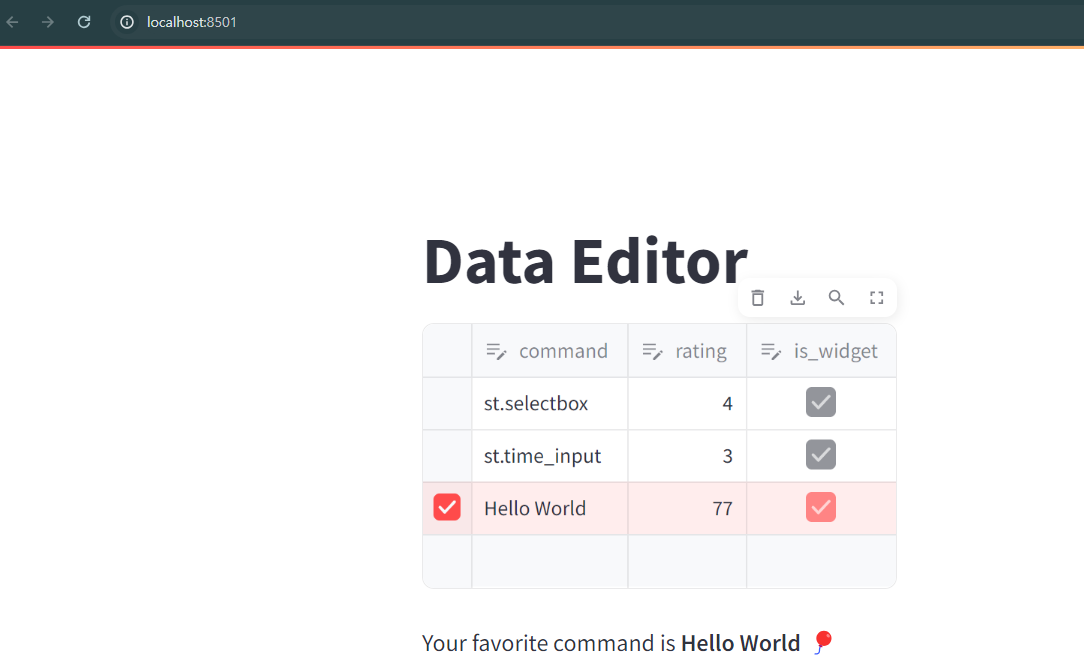 localhost:8501
Data Editor
command rating is_widget
st.selectbox 4
st.time_input 3
Hello World 77
Your favorite command is Hello World 🎈